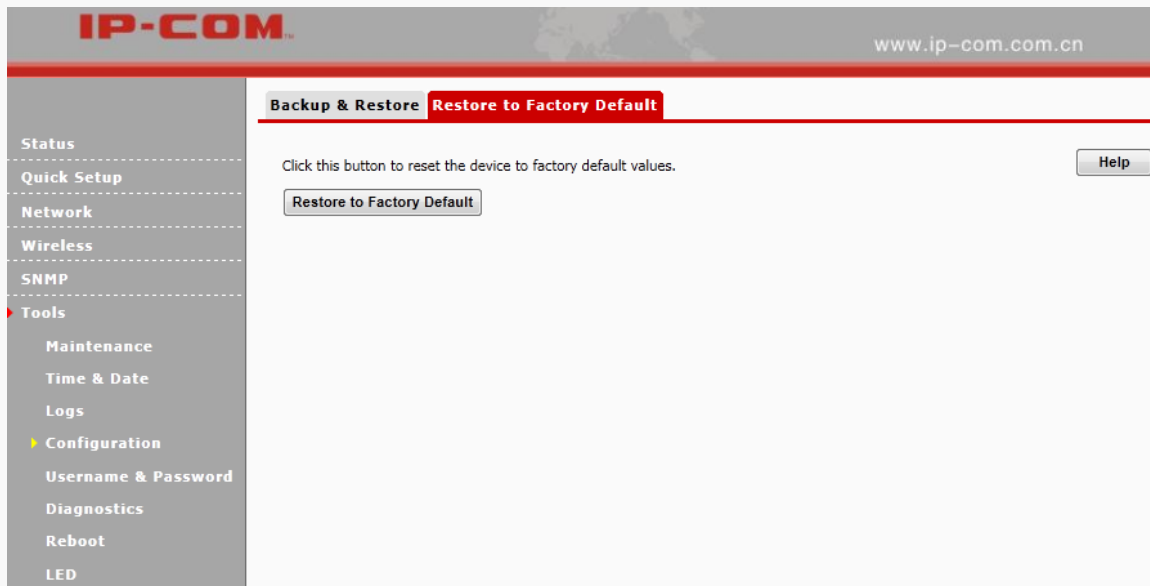 IP-COM
www.ip-com.com.cn
Backup & Restore
Restore to Factory Default
Status
Quick Setup
Network
Wireless
SNMP
Tools
Maintenance
Time & Date
Logs
Configuration
Username & Password
Diagnostics
Reboot
LED
Click this button to reset the device to factory default values.
Help
Restore to Factory Default